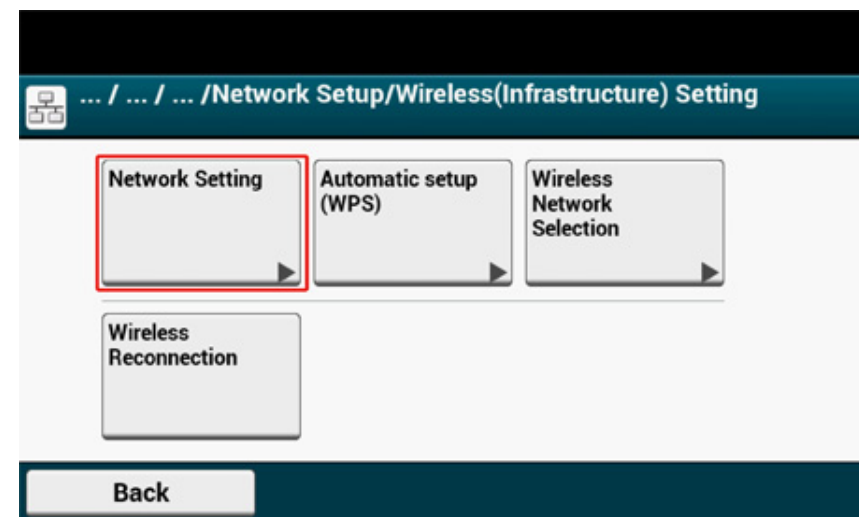 ... / ... / ... /Network Setup/Wireless(Infrastructure) Setting
Network Setting
Automatic setup
(WPS)
Wireless
Network
Selection
Wireless
Reconnection
Back